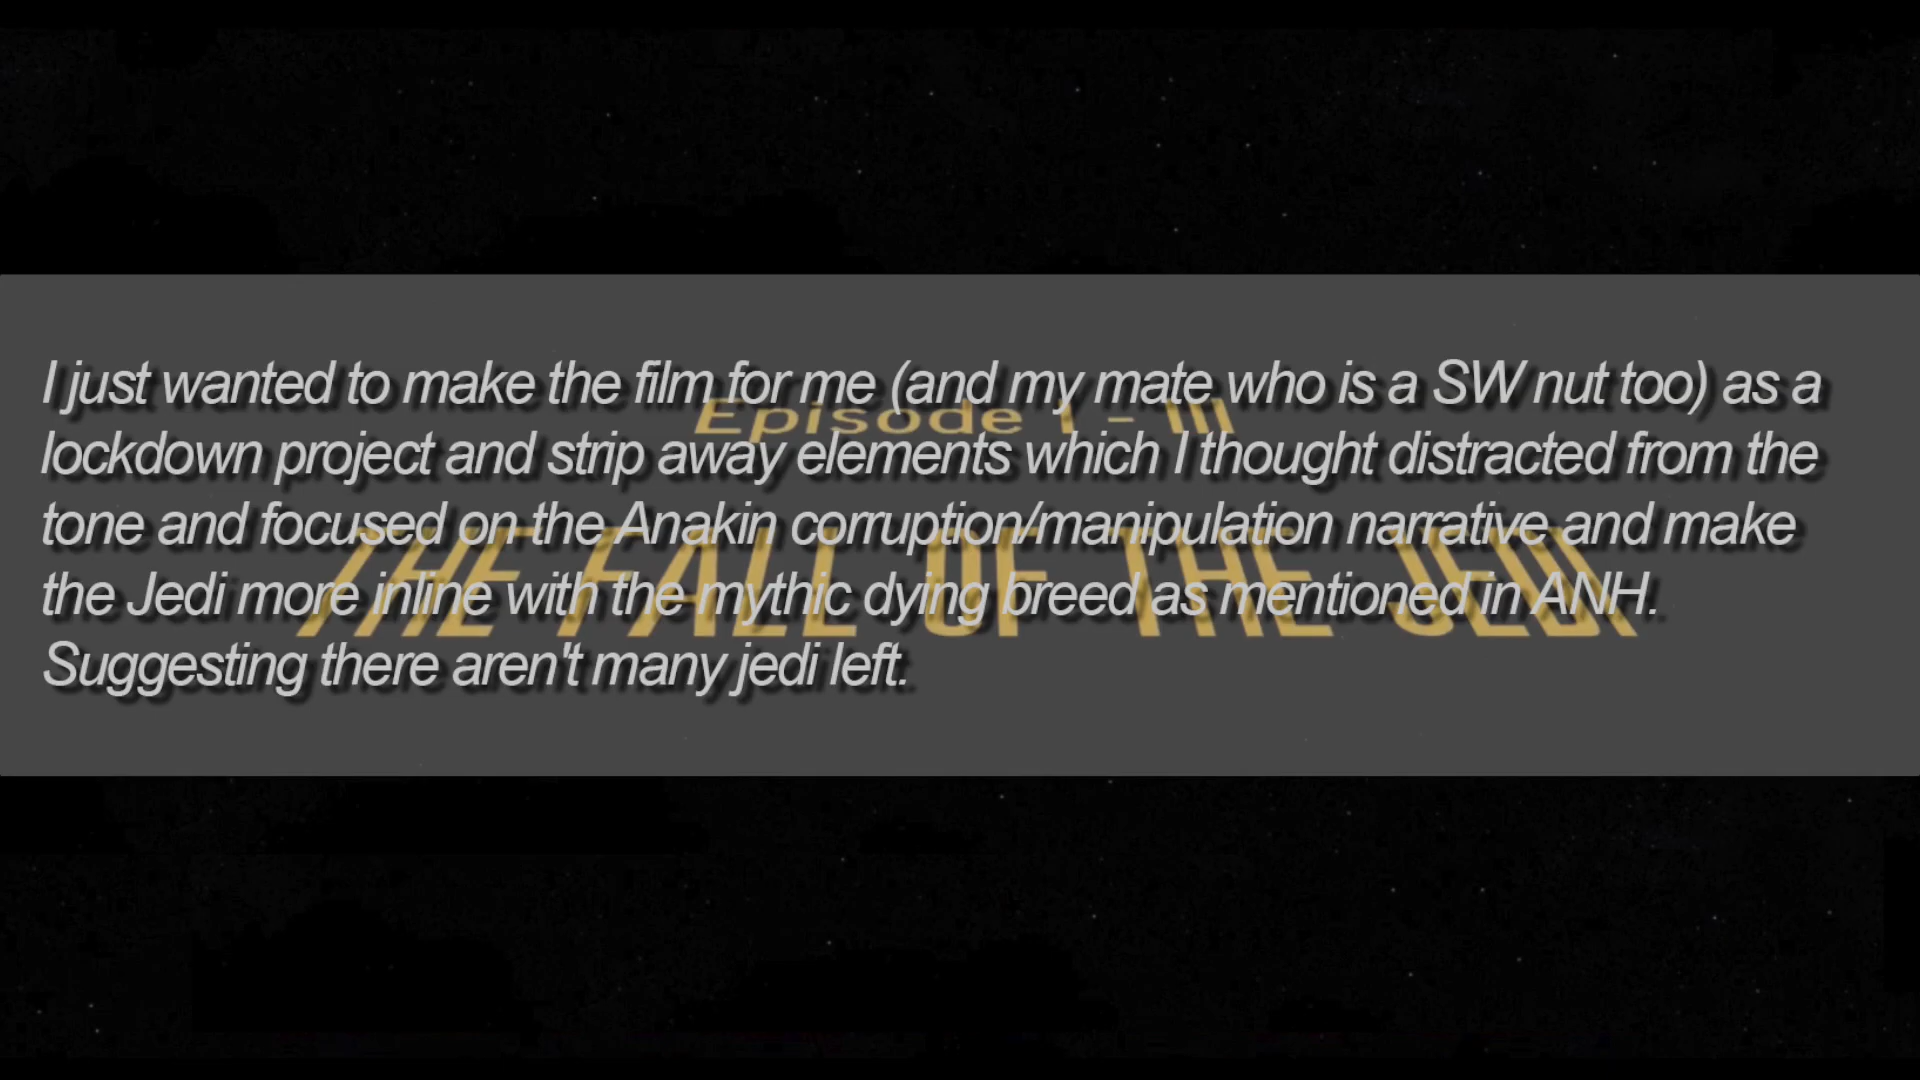 I just wanted to make the film for me (and my mate who is a SW nut too) as a
lockdown project and strip away elements which I thought distracted from the
tone and focused on the Anakin corruption/manipulation narrative and make
the Jedi more inline with the mythic dying breed as mentioned in ANH.
Suggesting there aren't many jedi left.
Episode I - III
THE FALL OF THE JEDI